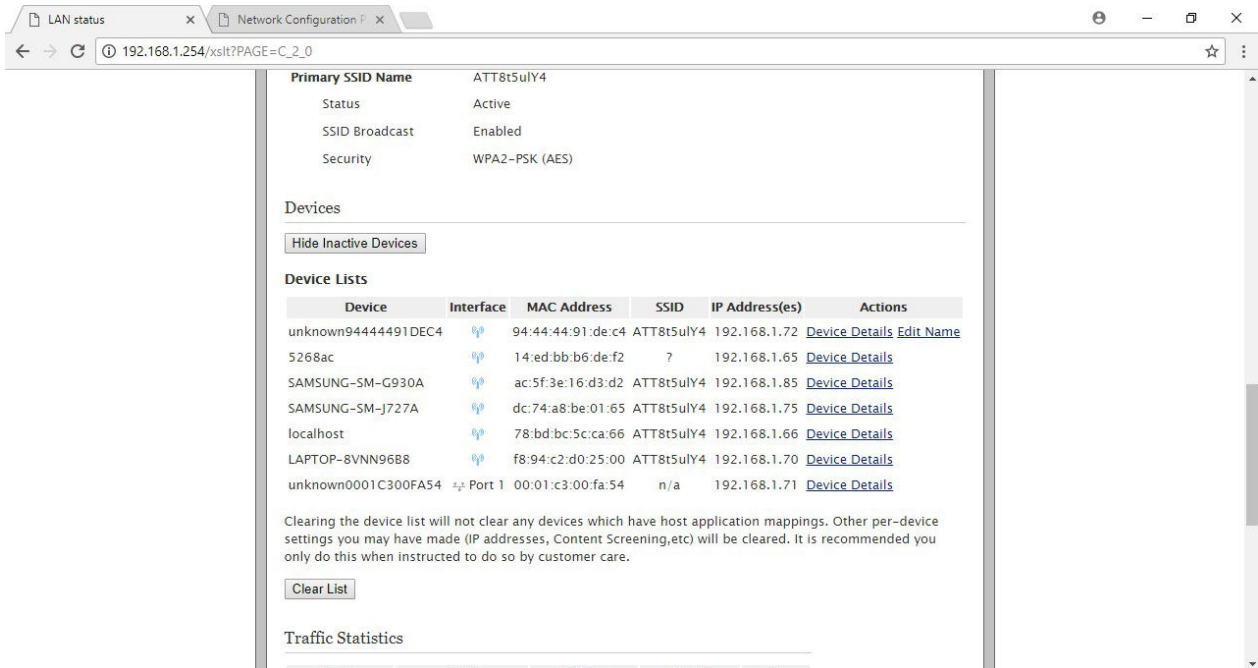 LAN status
Network Configuration P
192.168.1.254/xslt?PAGE=C_2_0
Primary SSID Name ATT8t5ulY4
Status Active
SSID Broadcast Enabled
Security WPA2-PSK (AES)
Devices
Hide Inactive Devices
Device Lists
Device Interface MAC Address SSID IP Address(es) Actions
unknown94444491DEC4 94:44:44:91:de:c4 ATT8t5ulY4 192.168.1.72 Device Details Edit Name
5268ac 14:ed:bb:b6:de:f2 ? 192.168.1.65 Device Details
SAMSUNG-SM-G930A ac:5f:3e:16:d3:d2 ATT8t5ulY4 192.168.1.85 Device Details
SAMSUNG-SM-J727A dc:74:a8:be:01:65 ATT8t5ulY4 192.168.1.75 Device Details
localhost 78:bd:bc:5c:ca:66 ATT8t5ulY4 192.168.1.66 Device Details
LAPTOP-8VNN96B8 f8:94:c2:d0:25:00 ATT8t5ulY4 192.168.1.70 Device Details
unknown0001C300FA54 Port 1 00:01:c3:00:fa:54 n/a 192.168.1.71 Device Details
Clearing the device list will not clear any devices which have host application mappings. Other per-device
settings you may have made (IP addresses, Content Screening,etc) will be cleared. It is recommended you
only do this when instructed to do so by customer care.
Clear List
Traffic Statistics